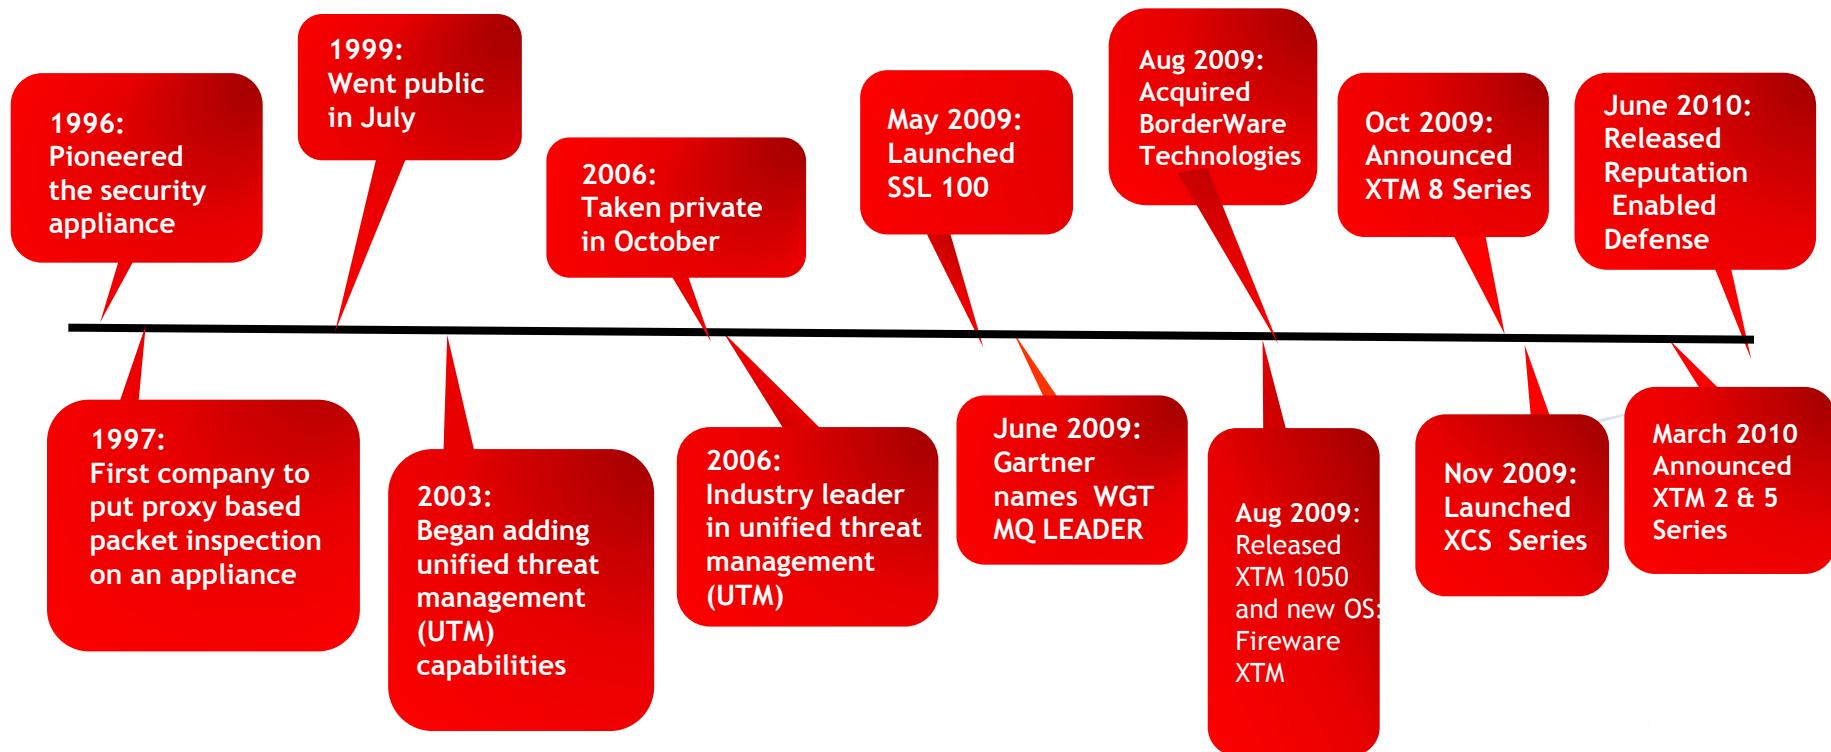 1996:
Pioneered
the security
appliance
1997:
First company to
put proxy based
packet inspection
on an appliance
1999:
Went public
in July
2003:
Began adding
unified threat
management
(UTM)
capabilities
2006:
Taken private
in October
2006:
Industry leader
in unified threat
management
(UTM)
May 2009:
Launched
SSL 100
June 2009:
Gartner
names WGT
MQ LEADER
Aug 2009:
Acquired
BorderWare
Technologies
Aug 2009:
Released
XTM 1050
and new OS:
Fireware
XTM
Oct 2009:
Announced
XTM 8 Series
Nov 2009:
Launched
XCS Series
March 2010
Announced
XTM 2 & 5
Series
June 2010:
Released
Reputation
Enabled
Defense